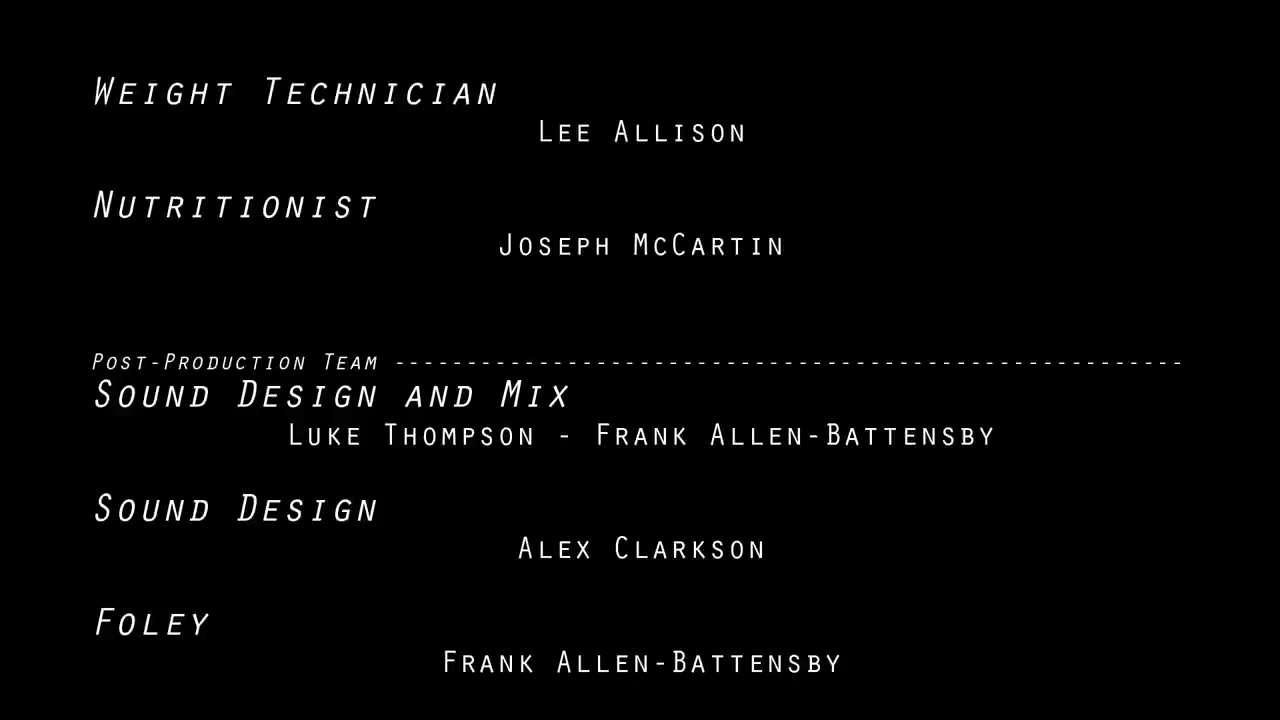 Weight Technician
Lee Allison
Nutritionist
Joseph McCartin
Post-Production Team -------------------------------------------------------
Sound Design and Mix
Luke Thompson - Frank Allen-Battensby
Sound Design
Alex Clarkson
Foley
Frank Allen-Battensby